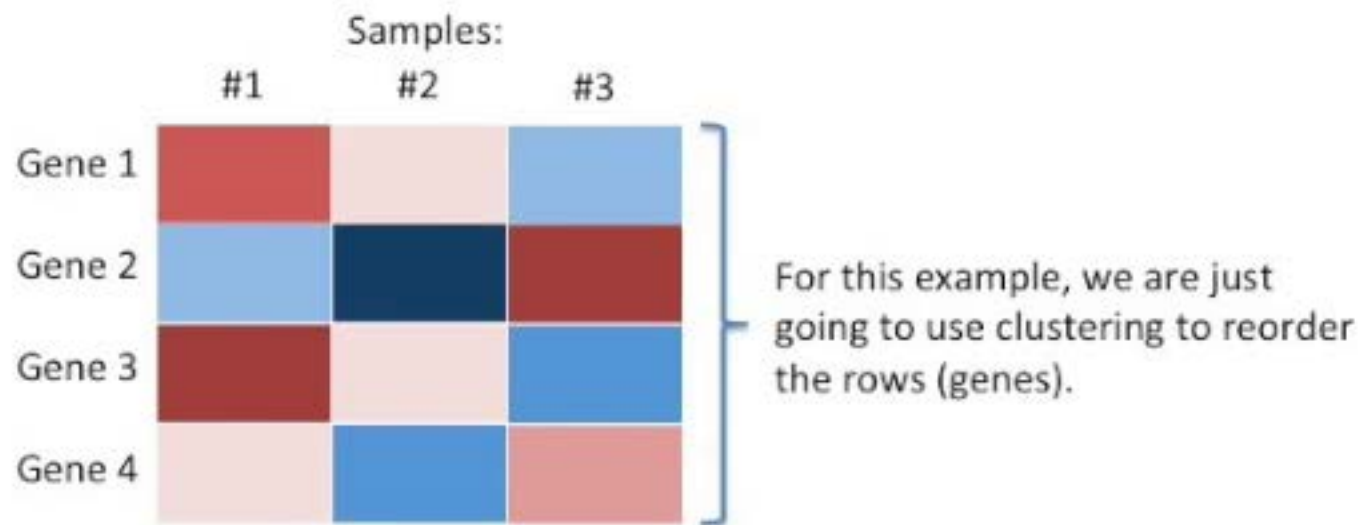 Samples:
#1 #2 #3
Gene 1
Gene 2
Gene 3
Gene 4
For this example, we are just
going to use clustering to reorder
the rows (genes).